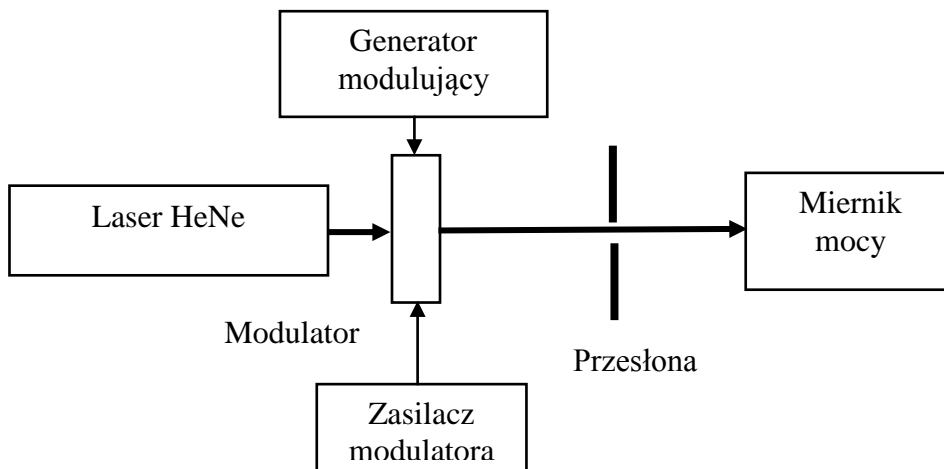 Generator
modulujący
Laser HeNe
Miernik
mocy
Modulator
Przesłona
Zasilacz
modulatora